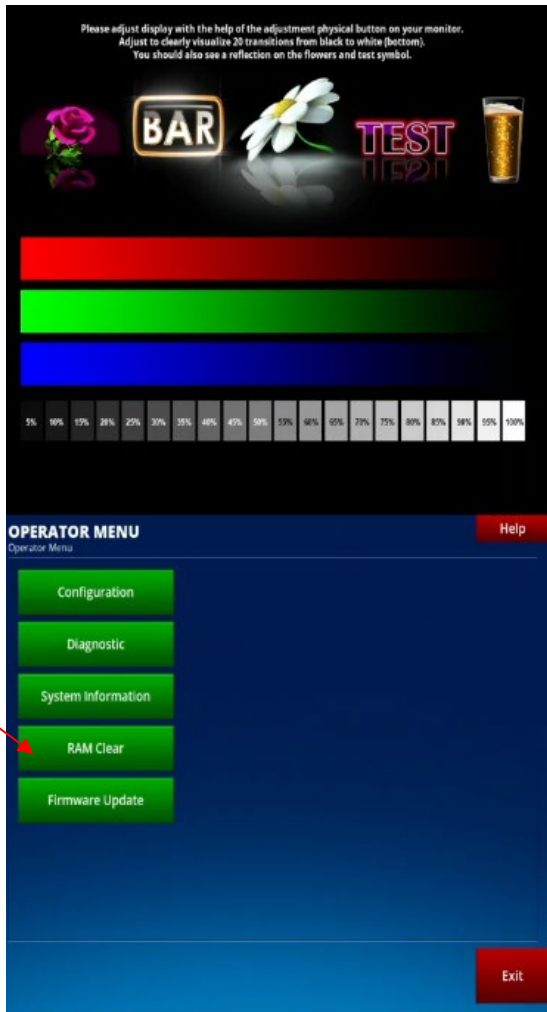 Please adjust display with the help of the adjustment physical button on your monitor.
Adjust to clearly visualize 20 transitions from black to white (bottom).
You should also see a reflection on the flowers and test symbol.
BAR
TEST
5% 10% 15% 20% 25% 30% 35% 40% 45% 50% 55% 60% 65% 70% 75% 80% 85% 90% 95% 100%
OPERATOR MENU
Help
Operator Menu
Configuration
Diagnostic
System Information
RAM Clear
Firmware Update
Exit